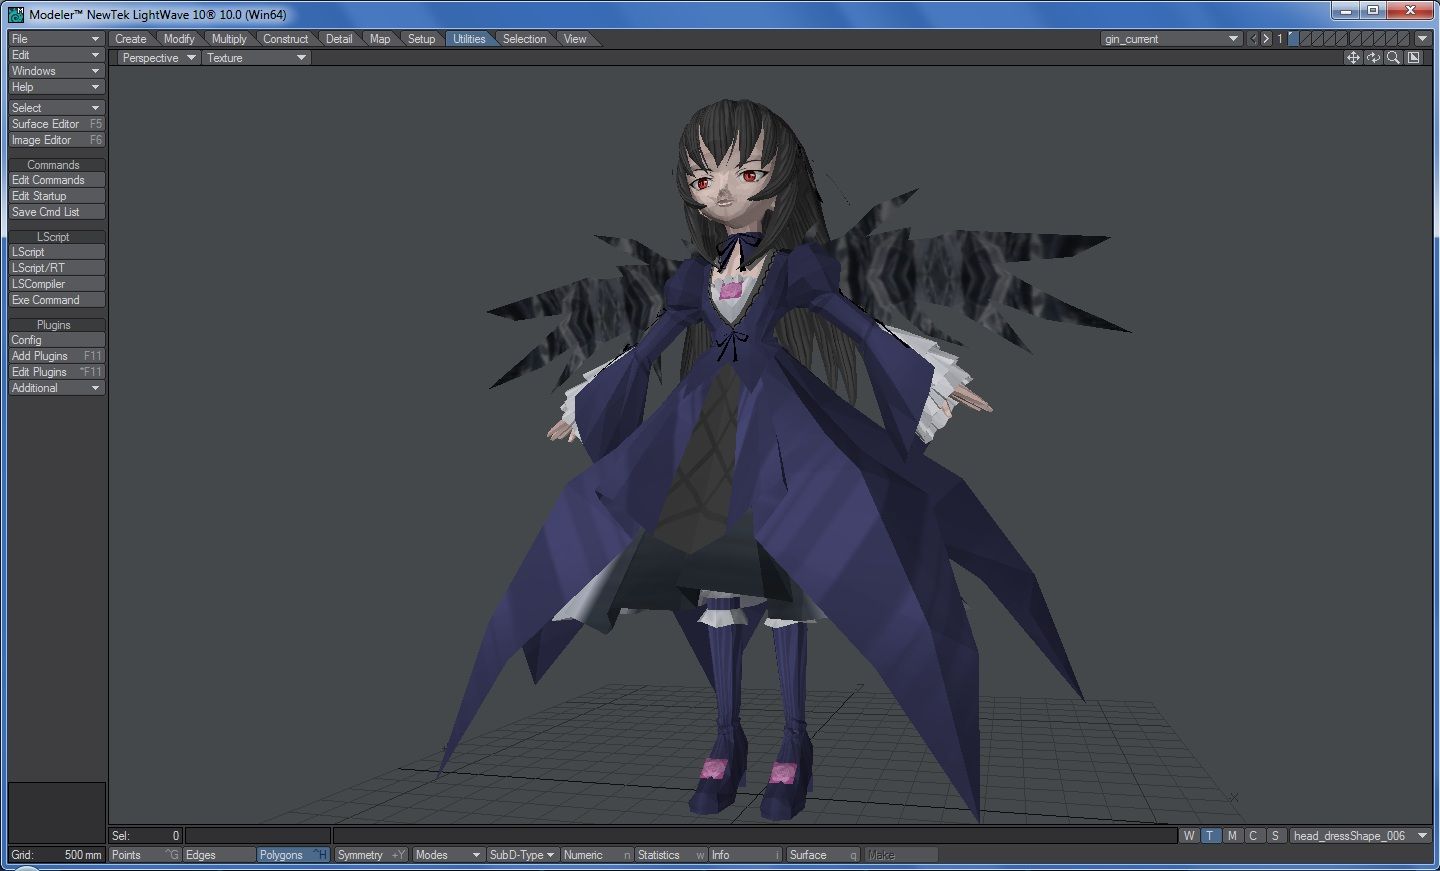 Modeler™ NewTek LightWave 10® 10.0 (Win64)
File
Create Modify Multiply Construct Detail Map Setup Utilities Selection View
gin_current
1
Edit
Perspective Texture
Windows
Help
Select
Surface Editor F5
Image Editor F6
Commands
Edit Commands
Edit Startup
Save Cmd List
LScript
LScript
LScript/RT
LSCompiler
Exe Command
Plugins
Config
Add Plugins F11
Edit Plugins ^F11
Additional
Sel: 0
W T M C S head_dressShape_006
Grid: 500 mm
Points ^G Edges Polygons ^H Symmetry +Y Modes SubD-Type Numeric n Statistics w Info i Surface q Make